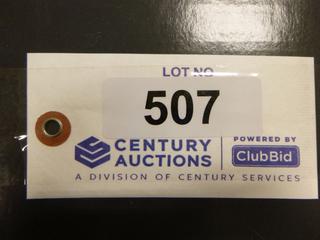 LOT NO
507
CENTURY
AUCTIONS
POWERED BY
ClubBid
A DIVISION OF CENTURY SERVICES